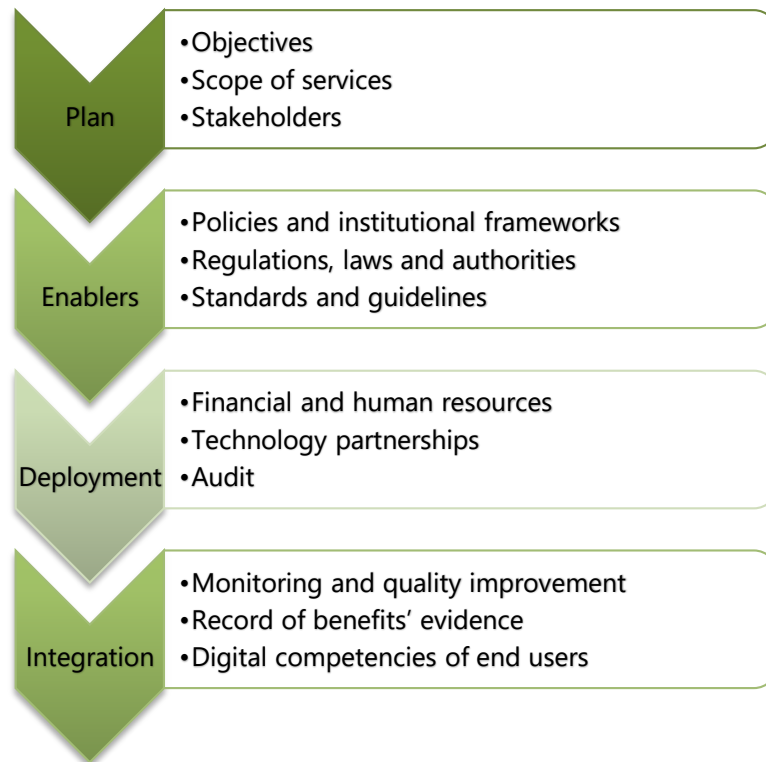 Plan
•Objectives
•Scope of services
•Stakeholders
Enablers
•Policies and institutional frameworks
•Regulations, laws and authorities
•Standards and guidelines
Deployment
•Financial and human resources
•Technology partnerships
•Audit
Integration
•Monitoring and quality improvement
•Record of benefits’ evidence
•Digital competencies of end users